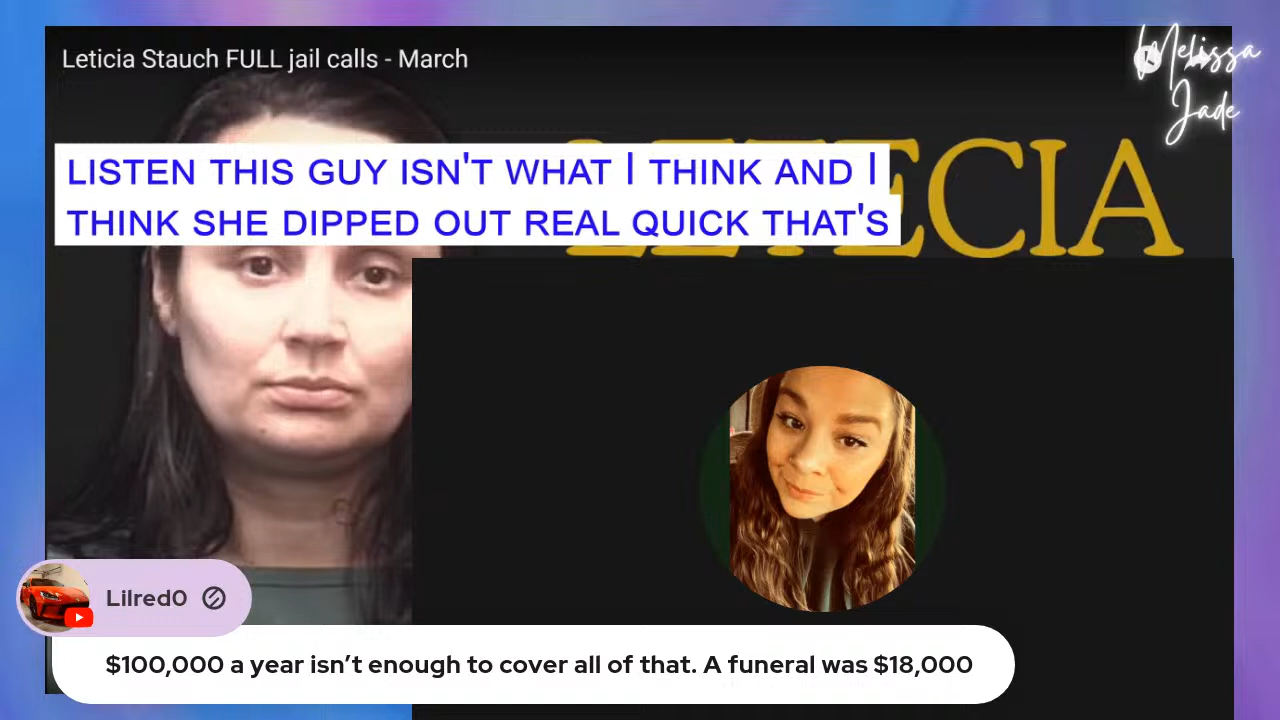 Leticia Stauch FULL jail calls - March
Melissa
Jade
LETECIA
LISTEN THIS GUY ISN'T WHAT I THINK AND I
THINK SHE DIPPED OUT REAL QUICK THAT'S
Lilred0
$100,000 a year isn’t enough to cover all of that. A funeral was $18,000